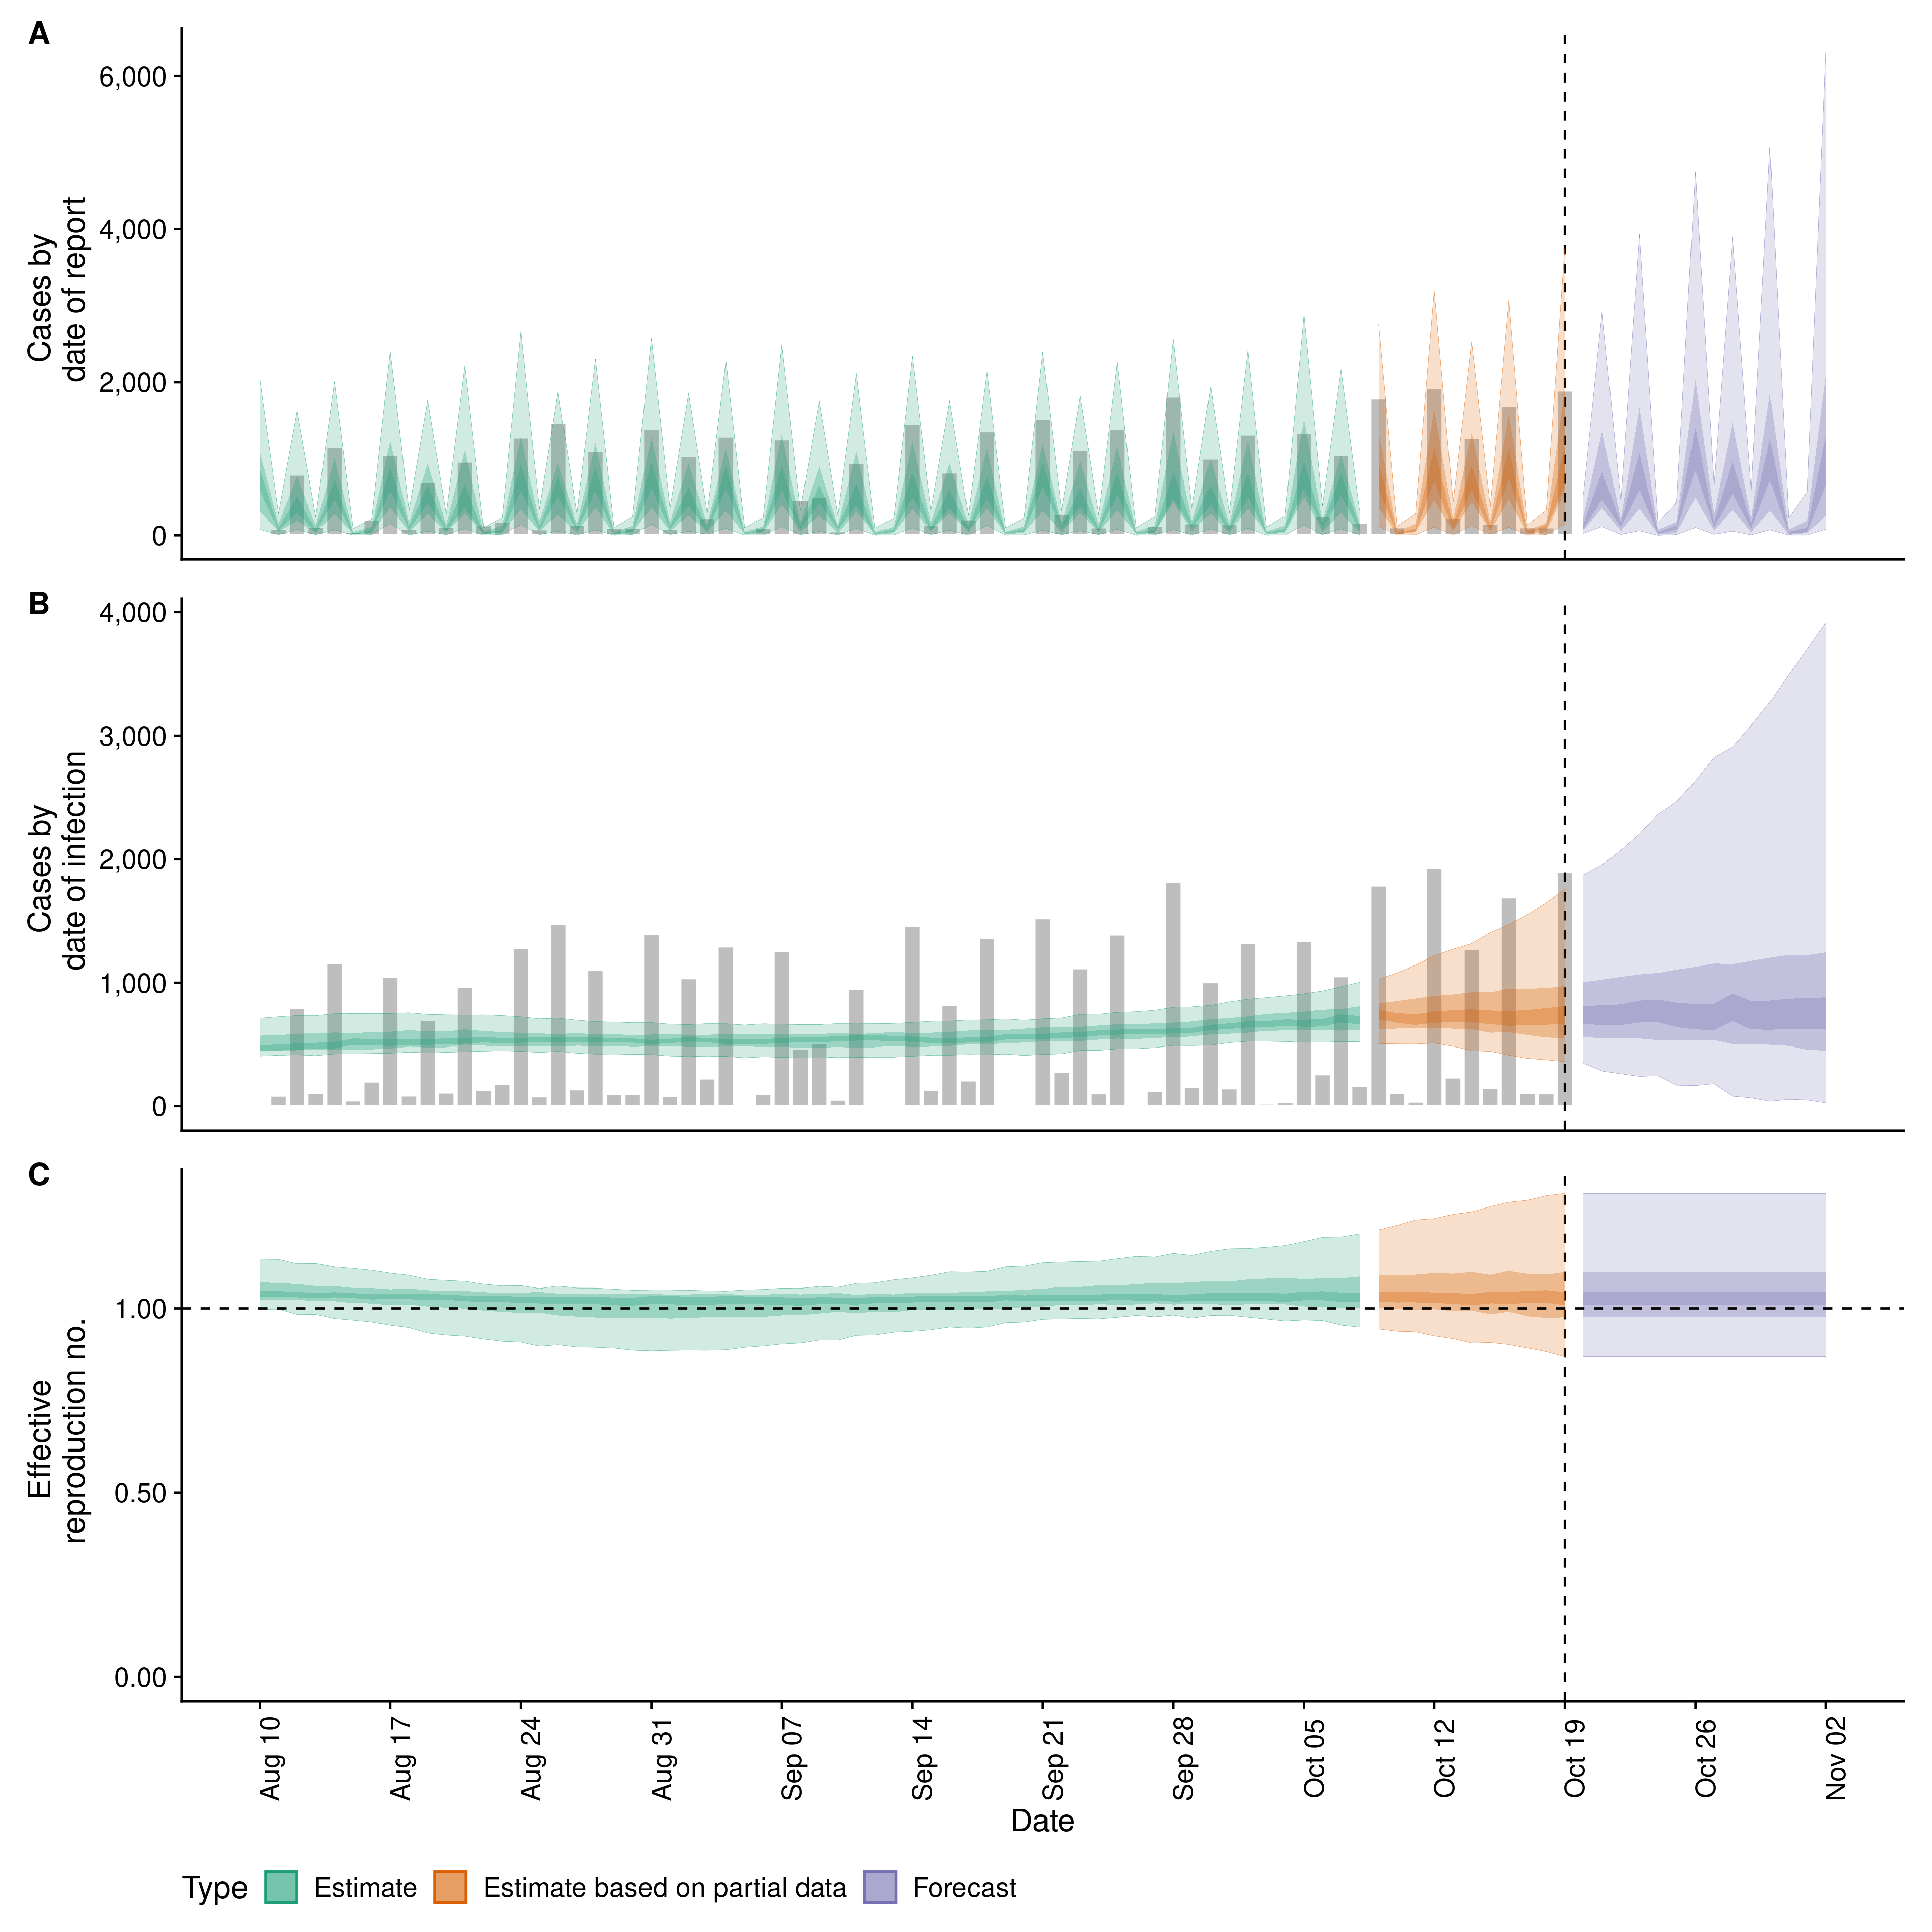 A
Cases by
date of report
6,000
4,000
2,000
0
B
Cases by
date of infection
4,000
3,000
2,000
1,000
0
C
Effective
reproduction no.
1.00
0.50
0.00
Aug 10
Aug 17
Aug 24
Aug 31
Sep 07
Sep 14
Sep 21
Sep 28
Oct 05
Oct 12
Oct 19
Oct 26
Nov 02
Date
Type Estimate Estimate based on partial data Forecast